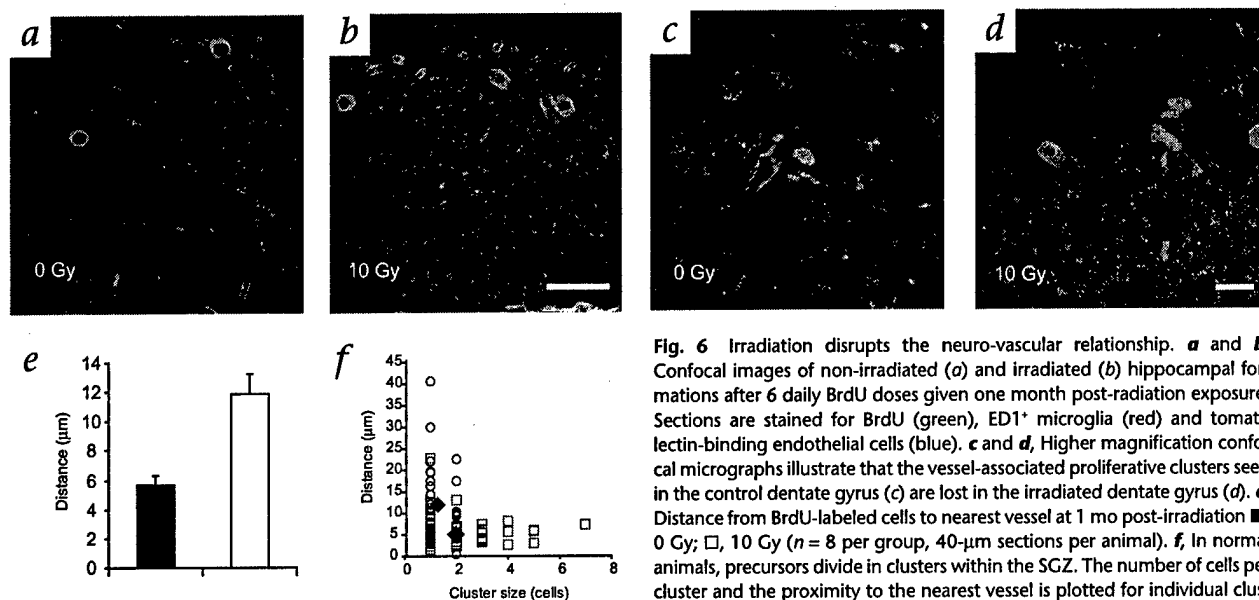 a
b
c
d
0 Gy
10 Gy
0 Gy
10 Gy
e
14
12
10
8
6
4
2
0
Distance (µm)
f
45
40
35
30
25
20
15
10
5
0
Distance (µm)
0 2 4 6 8
Cluster size (cells)
Fig. 6 Irradiation disrupts the neuro-vascular relationship. a and
Confocal images of non-irradiated (a) and irradiated (b) hippocampal for
mations after 6 daily BrdU doses given one month post-radiation exposure
Sections are stained for BrdU (green), ED1⁺ microglia (red) and tomat
lectin-binding endothelial cells (blue). c and d, Higher magnification confo
cal micrographs illustrate that the vessel-associated proliferative clusters see
in the control dentate gyrus (c) are lost in the irradiated dentate gyrus (d).
Distance from BrdU-labeled cells to nearest vessel at 1 mo post-irradiation ■
0 Gy; □, 10 Gy (n = 8 per group, 40-µm sections per animal). f, In norma
animals, precursors divide in clusters within the SGZ. The number of cells pe
cluster and the proximity to the nearest vessel is plotted for individual clus